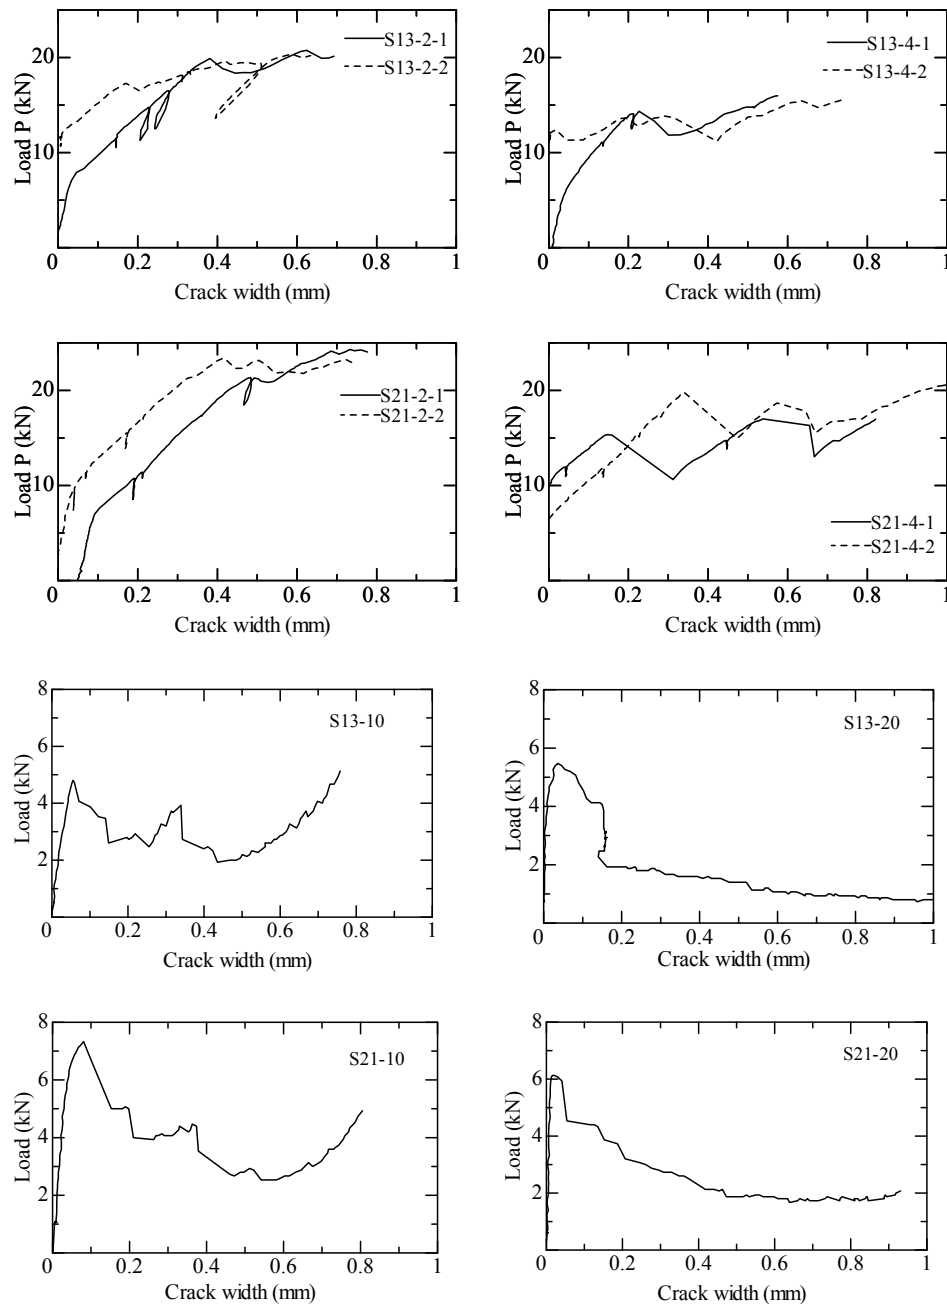 20
10
0
Load P (kN)
S13-2-1
S13-2-2
0 0.2 0.4 0.6 0.8 1
Crack width (mm)
20
10
0
Load P (kN)
S13-4-1
S13-4-2
0 0.2 0.4 0.6 0.8 1
Crack width (mm)
20
10
Load P (kN)
S21-2-1
S21-2-2
0 0.2 0.4 0.6 0.8 1
Crack width (mm)
20
10
Load P (kN)
S21-4-1
S21-4-2
0 0.2 0.4 0.6 0.8 1
Crack width (mm)
8
6
4
2
Load (kN)
S13-10
0 0.2 0.4 0.6 0.8 1
Crack width (mm)
8
6
4
2
Load (kN)
S13-20
0 0.2 0.4 0.6 0.8 1
Crack width (mm)
8
6
4
2
Load (kN)
S21-10
0 0.2 0.4 0.6 0.8 1
Crack width (mm)
8
6
4
2
Load (kN)
S21-20
0 0.2 0.4 0.6 0.8 1
Crack width (mm)